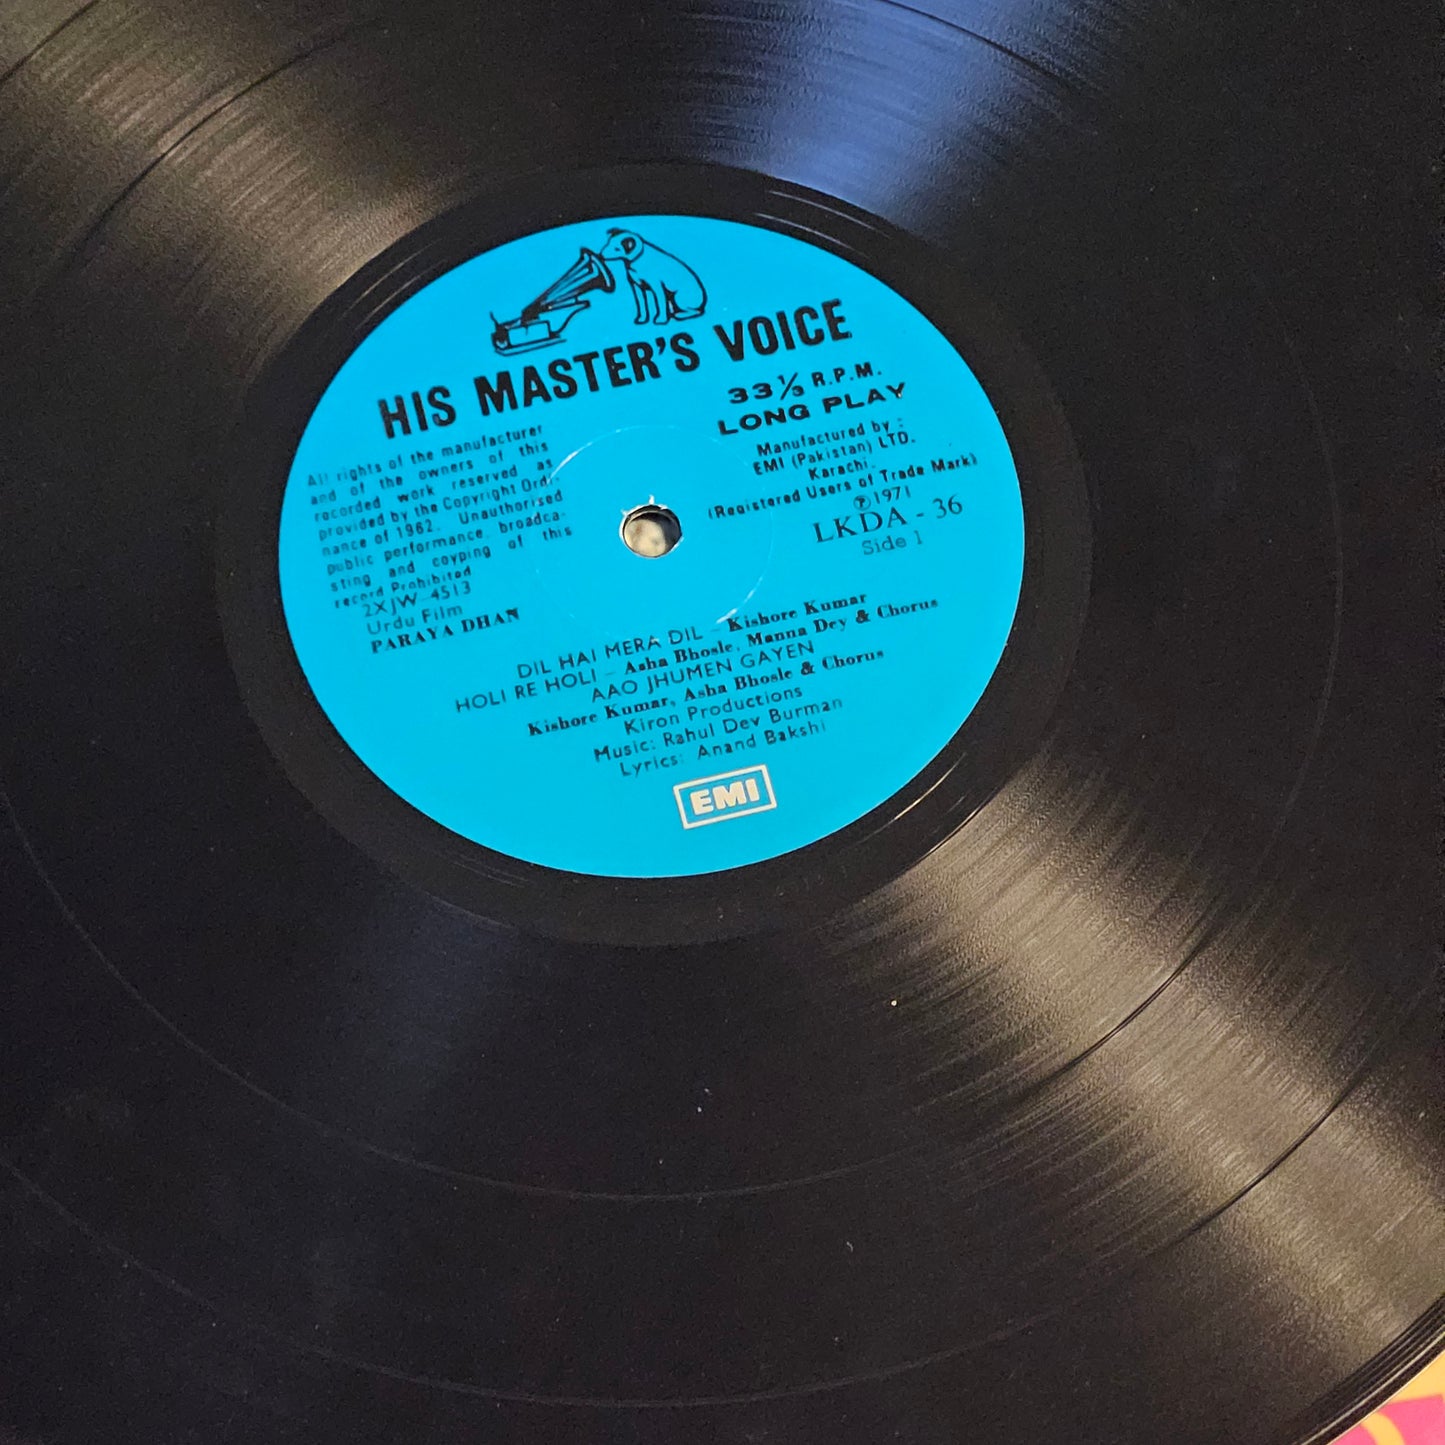 HIS MASTER'S VOICE
33⅓ R.P.M.
LONG PLAY
Manufactured by :
EMI (Pakistan) LTD.
Karachi.
(Registered Users of Trade Mark)
Ⓟ1971
LKDA - 36
Side 1
All rights of the manufacturer
and of the owners of this
recorded work reserved as
provided by the Copyright Ordi-
nance of 1962. Unauthorised
public performance broadca-
sting and coyping of this
record Prohibited
2XJW-4513
Urdu Film
PARAYA DHAN
DIL HAI MERA DIL – Kishore Kumar
HOLI RE HOLI – Asha Bhosle, Manna Dey & Chorus
AAO JHUMEN GAYEN
Kishore Kumar, Asha Bhosle & Chorus
Kiron Productions
Music: Rahul Dev Burman
Lyrics: Anand Bakshi
EMI